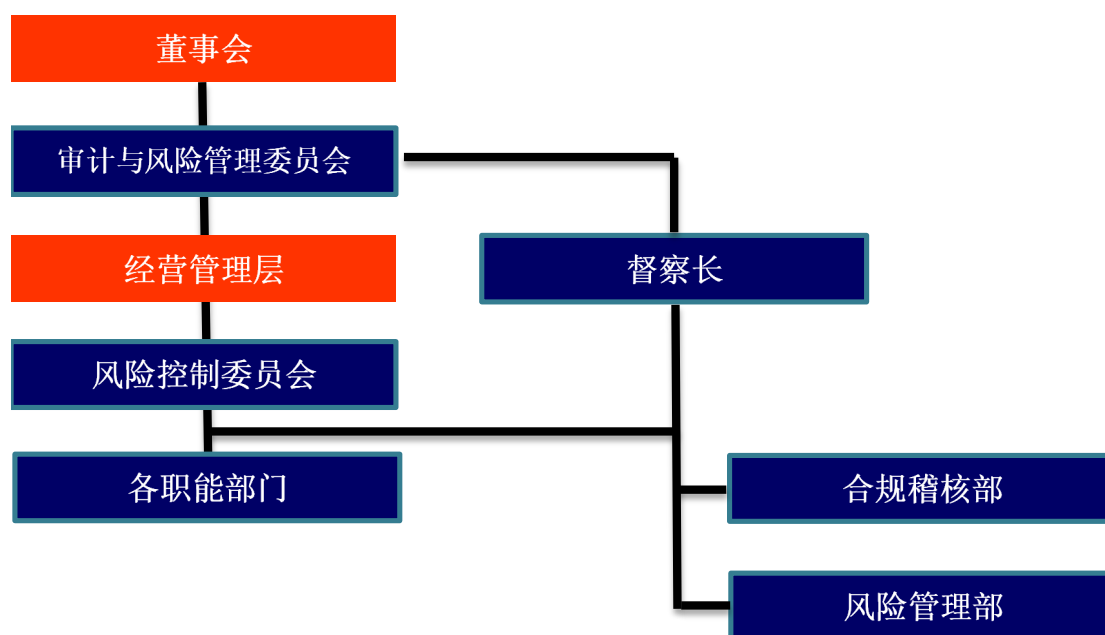 董事会
审计与风险管理委员会
经营管理层
督察长
风险控制委员会
各职能部门
合规稽核部
风险管理部